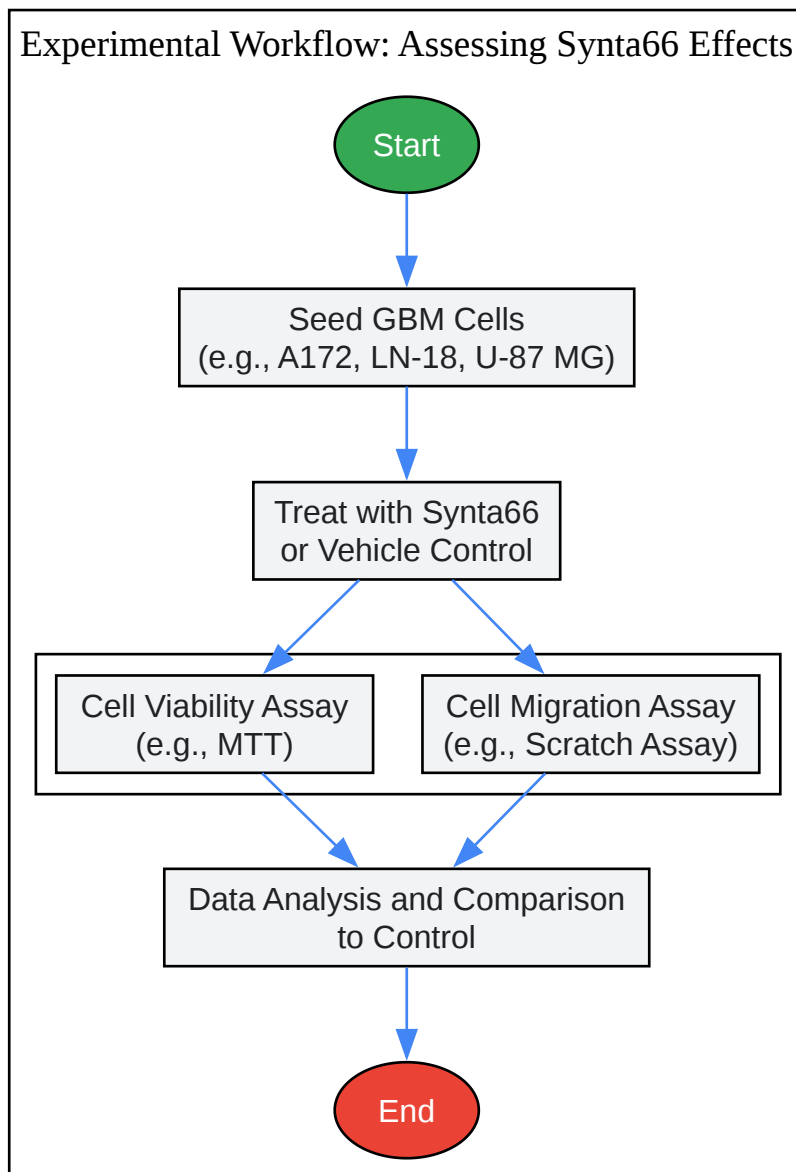 Experimental Workflow: Assessing Synta66 Effects
Start
Seed GBM Cells
(e.g., A172, LN-18, U-87 MG)
Treat with Synta66
or Vehicle Control
Cell Viability Assay
(e.g., MTT)
Cell Migration Assay
(e.g., Scratch Assay)
Data Analysis and Comparison
to Control
End